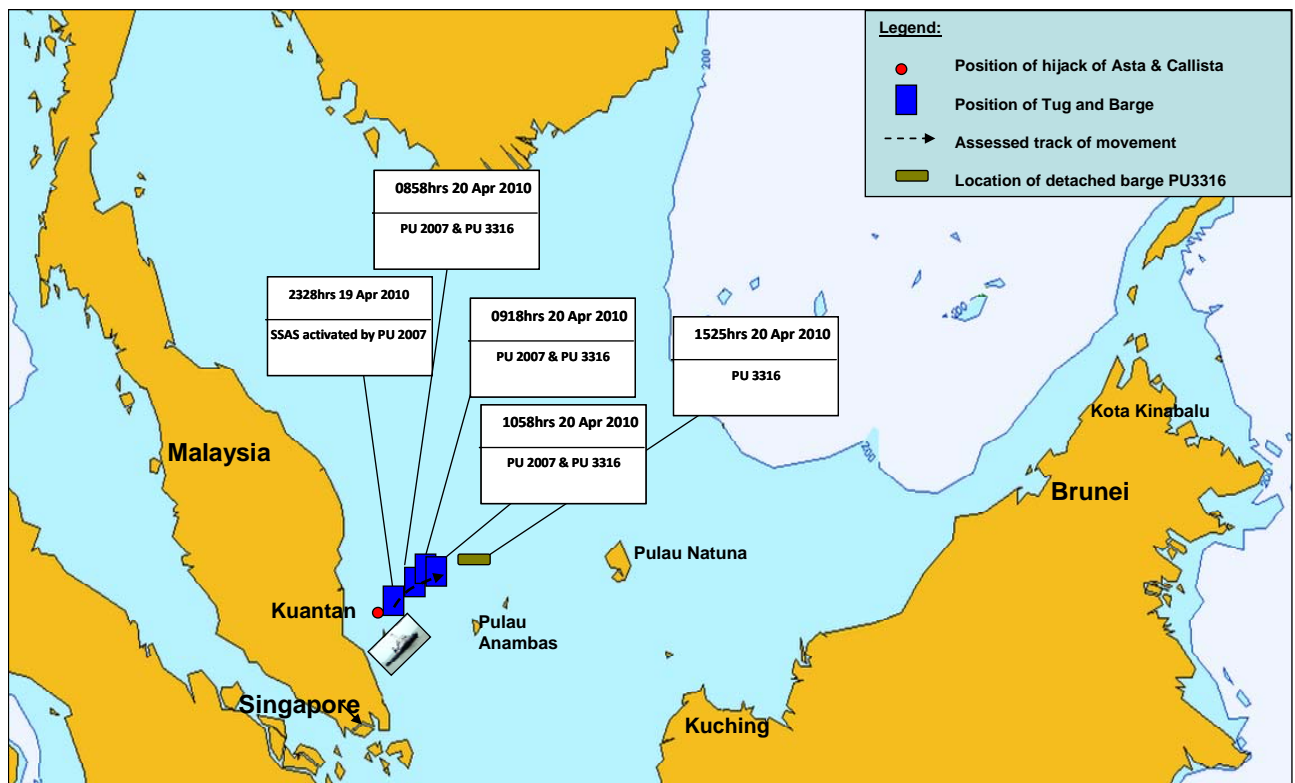 Legend:
Position of hijack of Asta & Callista
Position of Tug and Barge
Assessed track of movement
Location of detached barge PU3316
200
0858hrs 20 Apr 2010
PU 2007 & PU 3316
2328hrs 19 Apr 2010
SSAS activated by PU 2007
0918hrs 20 Apr 2010
PU 2007 & PU 3316
1525hrs 20 Apr 2010
PU 3316
1058hrs 20 Apr 2010
PU 2007 & PU 3316
200
200
200
Kota Kinabalu
Malaysia
Brunei
Pulau Natuna
Kuantan
Pulau
Anambas
Singapore
Kuching